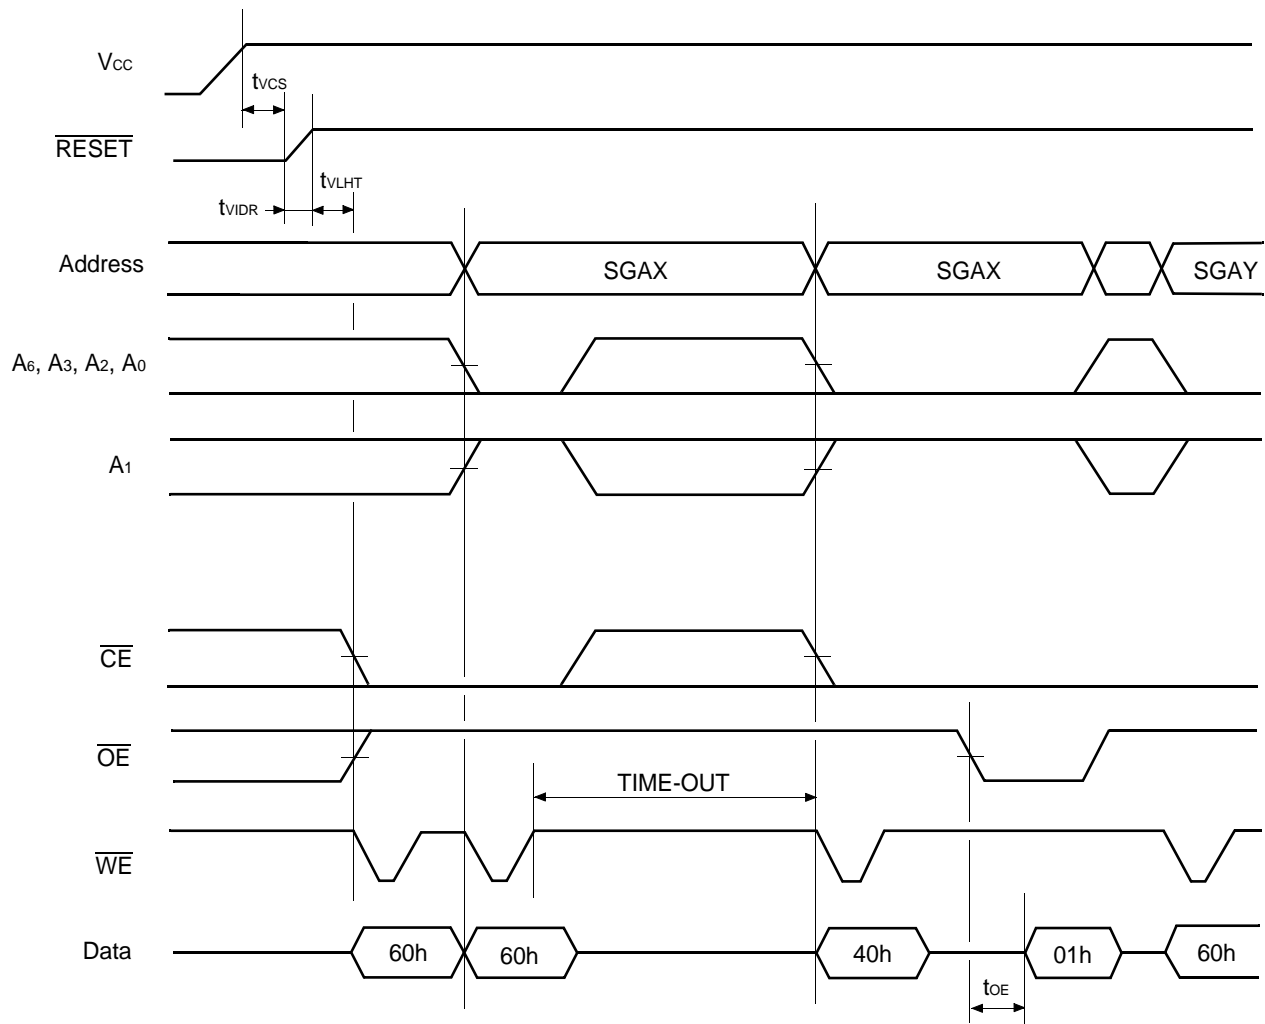 VCC
tVCS
RESET
tVLHT
tVIDR
Address
SGAX
SGAX
SGAY
A6, A3, A2, A0
A1
CE
OE
TIME-OUT
WE
Data
60h
60h
40h
01h
60h
tOE